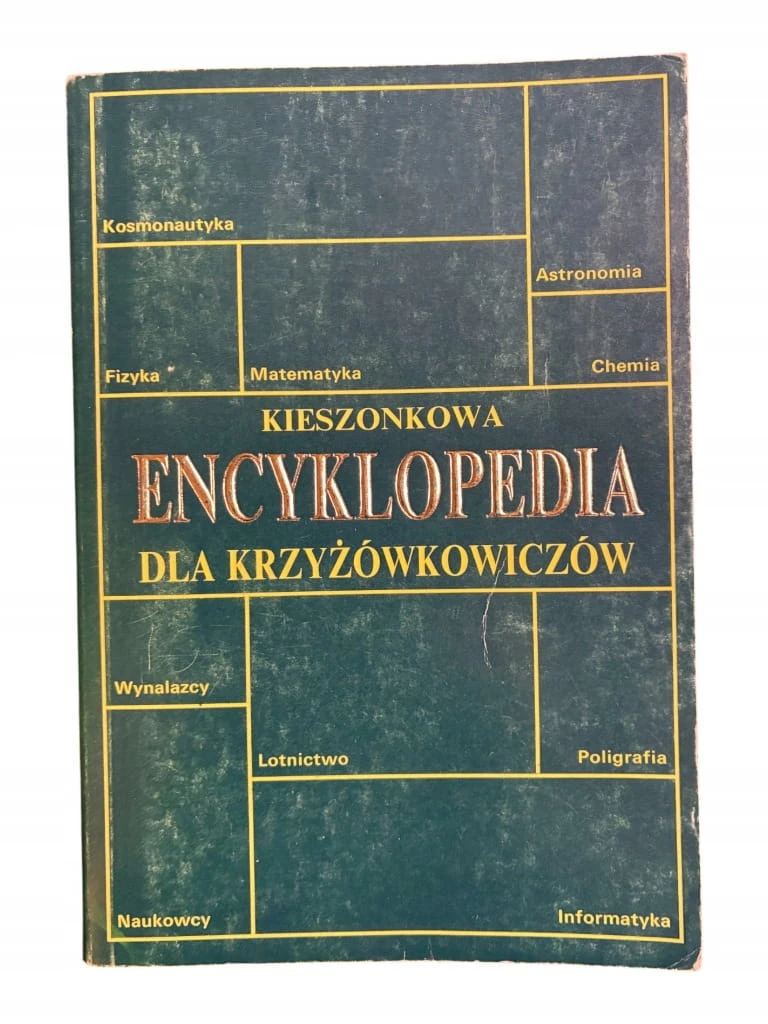 Kosmonautyka
Astronomia
Fizyka
Matematyka
Chemia
KIESZONKOWA
ENCYKLOPEDIA
DLA KRZYŻÓWKOWICZÓW
Wynalazcy
Lotnictwo
Poligrafia
Naukowcy
Informatyka